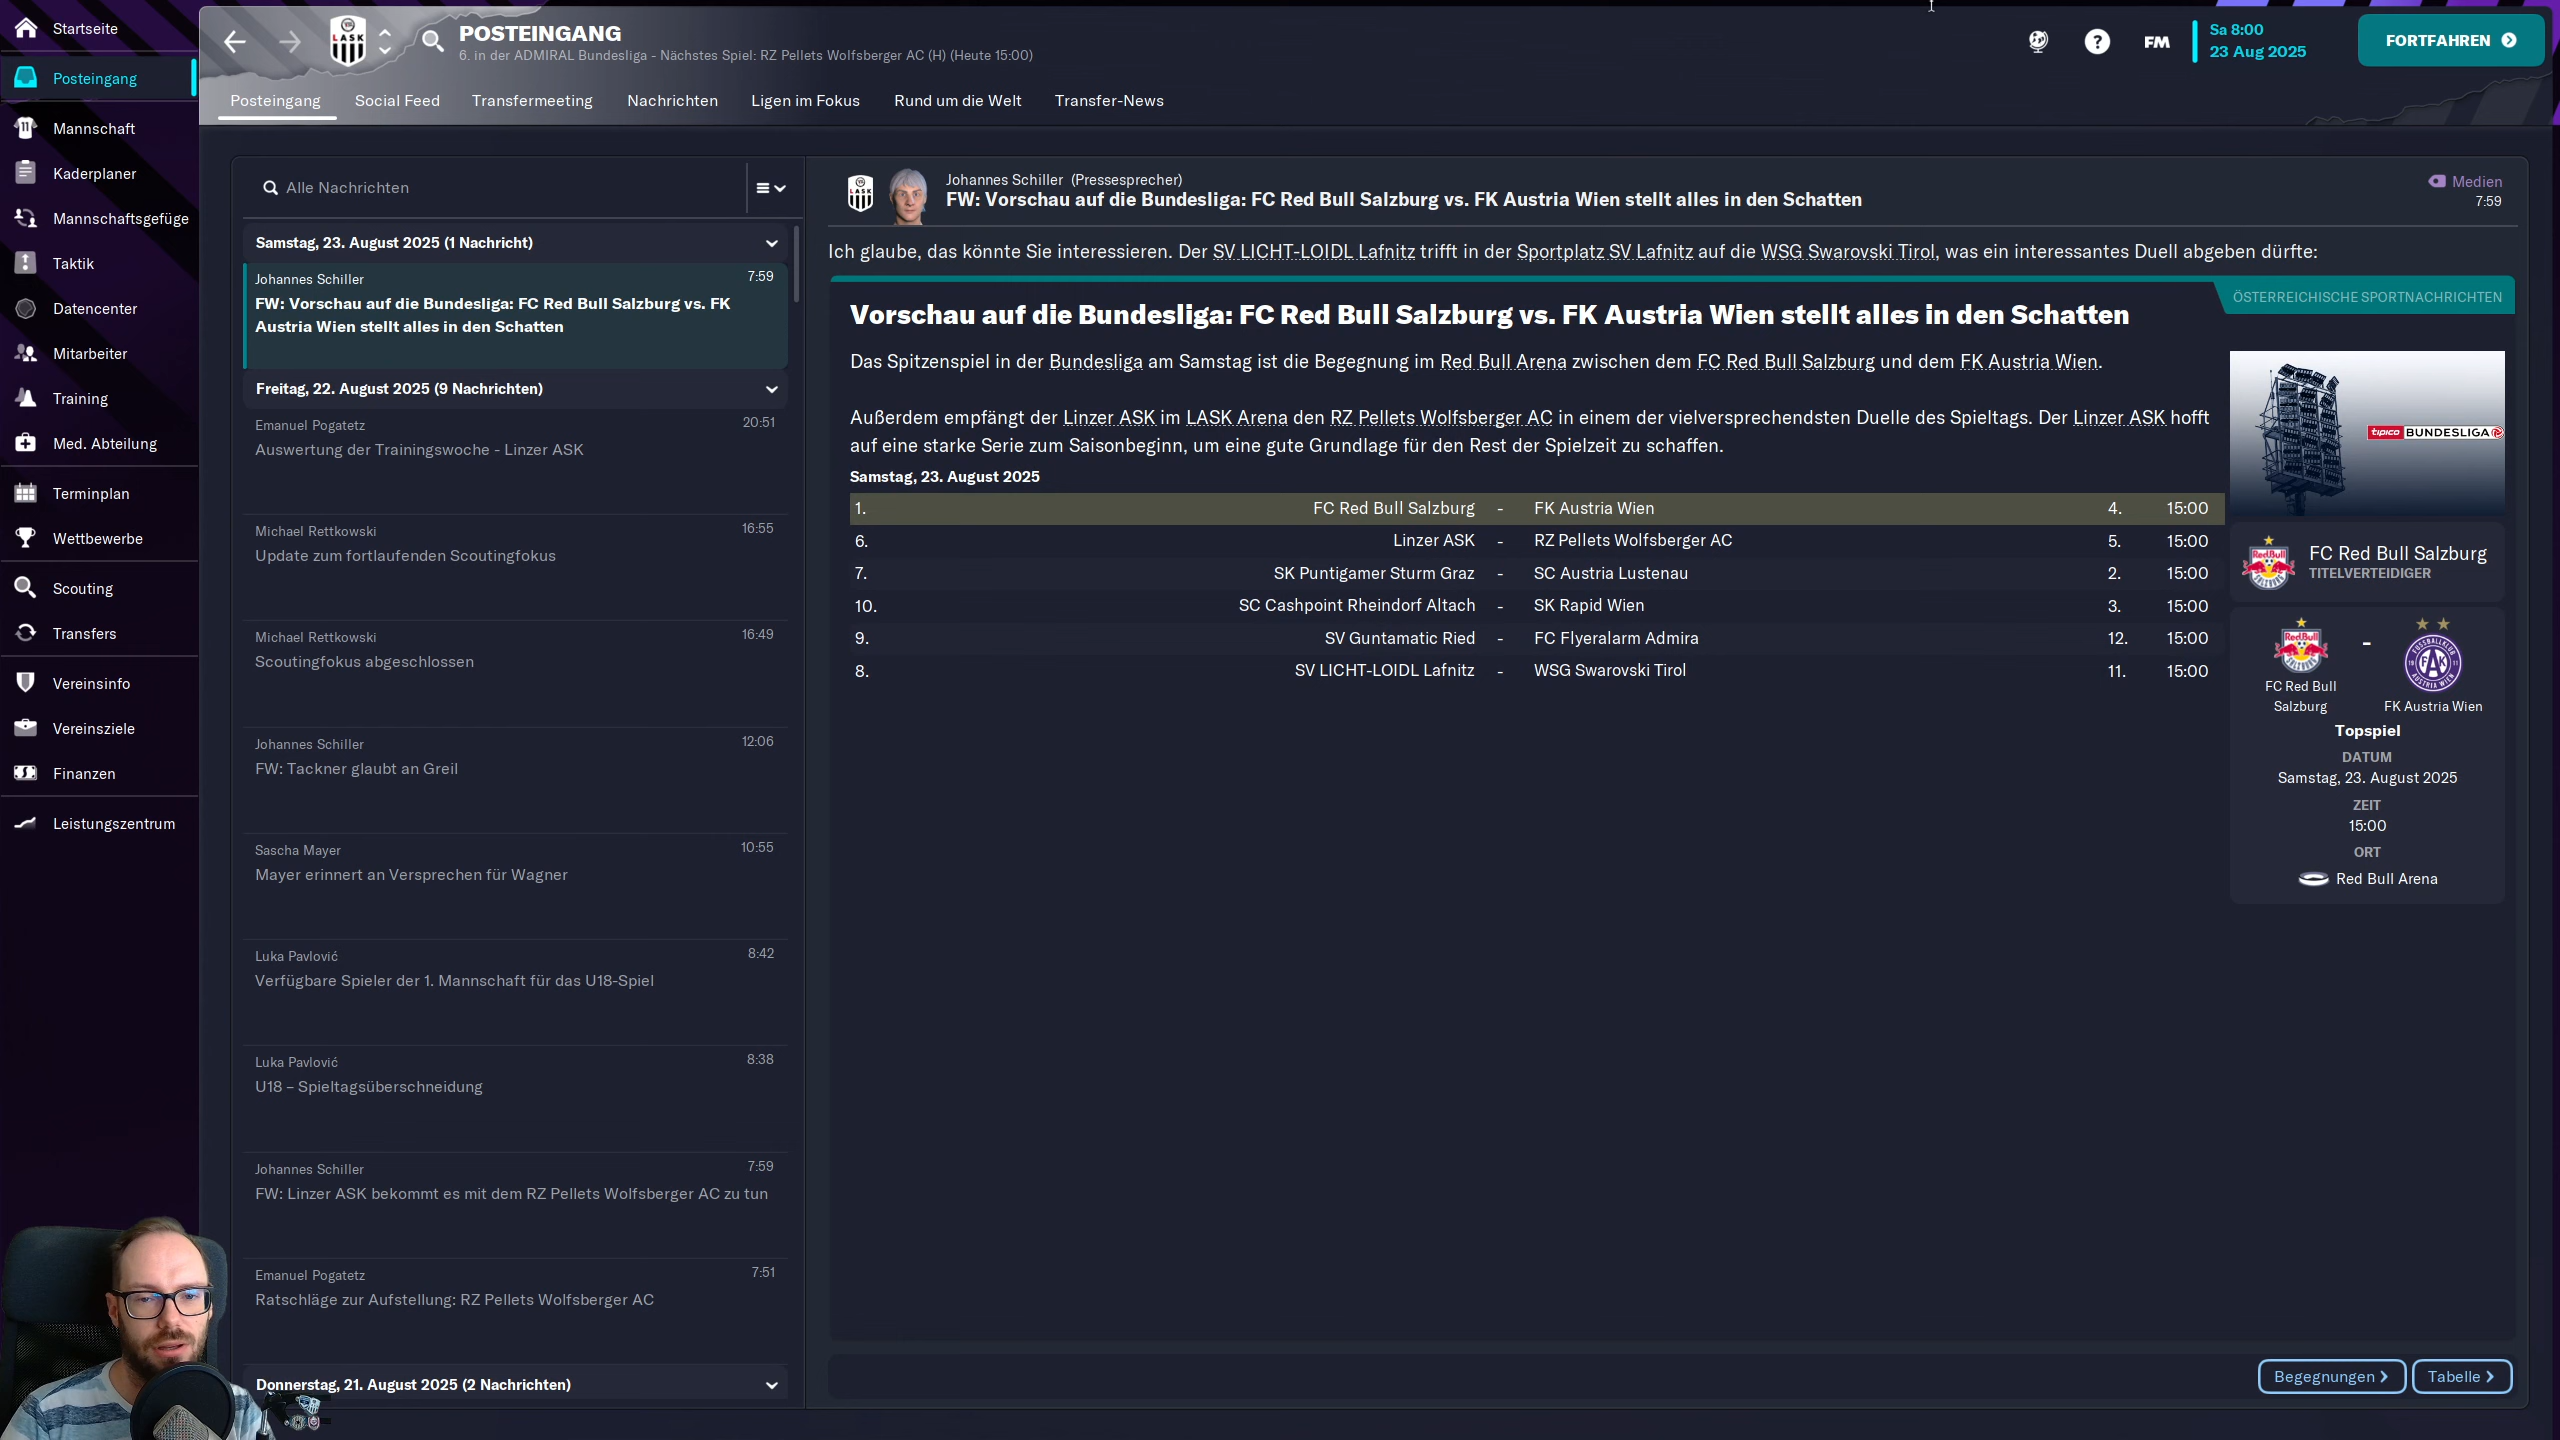 Startseite
Posteingang
Mannschaft
Kaderplaner
Mannschaftsgefüge
Taktik
Datencenter
Mitarbeiter
Training
Med. Abteilung
Terminplan
Wettbewerbe
Scouting
Transfers
Vereinsinfo
Vereinsziele
Finanzen
Leistungszentrum
LASK
POSTEINGANG
6. in der ADMIRAL Bundesliga - Nächstes Spiel: RZ Pellets Wolfsberger AC (H) (Heute 15:00)
FM
Sa 8:00
23 Aug 2025
FORTFAHREN
Posteingang Social Feed Transfermeeting Nachrichten Ligen im Fokus Rund um die Welt Transfer-News
Alle Nachrichten
Samstag, 23. August 2025 (1 Nachricht)
Johannes Schiller 7:59
FW: Vorschau auf die Bundesliga: FC Red Bull Salzburg vs. FK
Austria Wien stellt alles in den Schatten
Freitag, 22. August 2025 (9 Nachrichten)
Emanuel Pogatetz 20:51
Auswertung der Trainingswoche - Linzer ASK
Michael Rettkowski 16:55
Update zum fortlaufenden Scoutingfokus
Michael Rettkowski 16:49
Scoutingfokus abgeschlossen
Johannes Schiller 12:06
FW: Tackner glaubt an Greil
Sascha Mayer 10:55
Mayer erinnert an Versprechen für Wagner
Luka Pavlović 8:42
Verfügbare Spieler der 1. Mannschaft für das U18-Spiel
Luka Pavlović 8:38
U18 – Spieltagsüberschneidung
Johannes Schiller 7:59
FW: Linzer ASK bekommt es mit dem RZ Pellets Wolfsberger AC zu tun
Emanuel Pogatetz 7:51
Ratschläge zur Aufstellung: RZ Pellets Wolfsberger AC
Donnerstag, 21. August 2025 (2 Nachrichten)
LASK
Johannes Schiller (Pressesprecher)
FW: Vorschau auf die Bundesliga: FC Red Bull Salzburg vs. FK Austria Wien stellt alles in den Schatten
Medien
7:59
Ich glaube, das könnte Sie interessieren. Der SV LICHT-LOIDL Lafnitz trifft in der Sportplatz SV Lafnitz auf die WSG Swarovski Tirol, was ein interessantes Duell abgeben dürfte:
ÖSTERREICHISCHE SPORTNACHRICHTEN
Vorschau auf die Bundesliga: FC Red Bull Salzburg vs. FK Austria Wien stellt alles in den Schatten
Das Spitzenspiel in der Bundesliga am Samstag ist die Begegnung im Red Bull Arena zwischen dem FC Red Bull Salzburg und dem FK Austria Wien.
Außerdem empfängt der Linzer ASK im LASK Arena den RZ Pellets Wolfsberger AC in einem der vielversprechendsten Duelle des Spieltags. Der Linzer ASK hofft
auf eine starke Serie zum Saisonbeginn, um eine gute Grundlage für den Rest der Spielzeit zu schaffen.
Samstag, 23. August 2025
1. FC Red Bull Salzburg - FK Austria Wien 4. 15:00
6. Linzer ASK - RZ Pellets Wolfsberger AC 5. 15:00
7. SK Puntigamer Sturm Graz - SC Austria Lustenau 2. 15:00
10. SC Cashpoint Rheindorf Altach - SK Rapid Wien 3. 15:00
9. SV Guntamatic Ried - FC Flyeralarm Admira 12. 15:00
8. SV LICHT-LOIDL Lafnitz - WSG Swarovski Tirol 11. 15:00
tipico BUNDESLIGA
FC Red Bull Salzburg
TITELVERTEIDIGER
-
FC Red Bull
Salzburg
FK Austria Wien
Topspiel
DATUM
Samstag, 23. August 2025
ZEIT
15:00
ORT
Red Bull Arena
Begegnungen
Tabelle